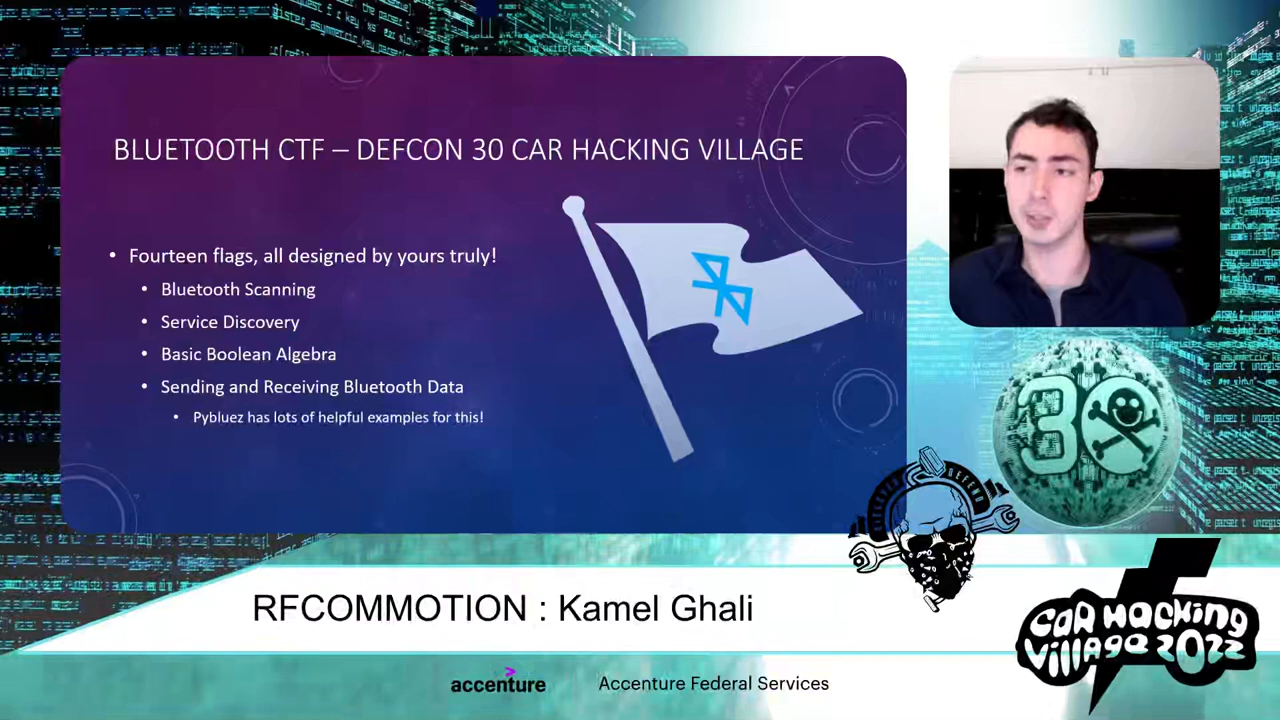 BLUETOOTH CTF – DEFCON 30 CAR HACKING VILLAGE
• Fourteen flags, all designed by yours truly!
• Bluetooth Scanning
• Service Discovery
• Basic Boolean Algebra
• Sending and Receiving Bluetooth Data
• Pybluez has lots of helpful examples for this!
30
DEFEND
RFCOMMOTION : Kamel Ghali
CAR HACKING
VILLAGE 2022
accenture
Accenture Federal Services